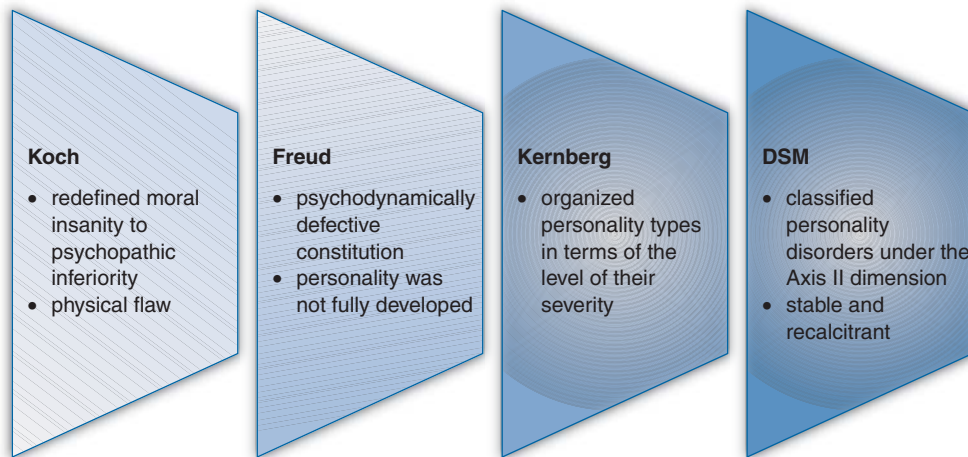 Koch
• redefined moral
insanity to
psychopathic
inferiority
• physical flaw
Freud
• psychodynamically
defective
constitution
• personality was
not fully developed
Kernberg
• organized
personality types
in terms of the
level of their
severity
DSM
• classified
personality
disorders under the
Axis II dimension
• stable and
recalcitrant